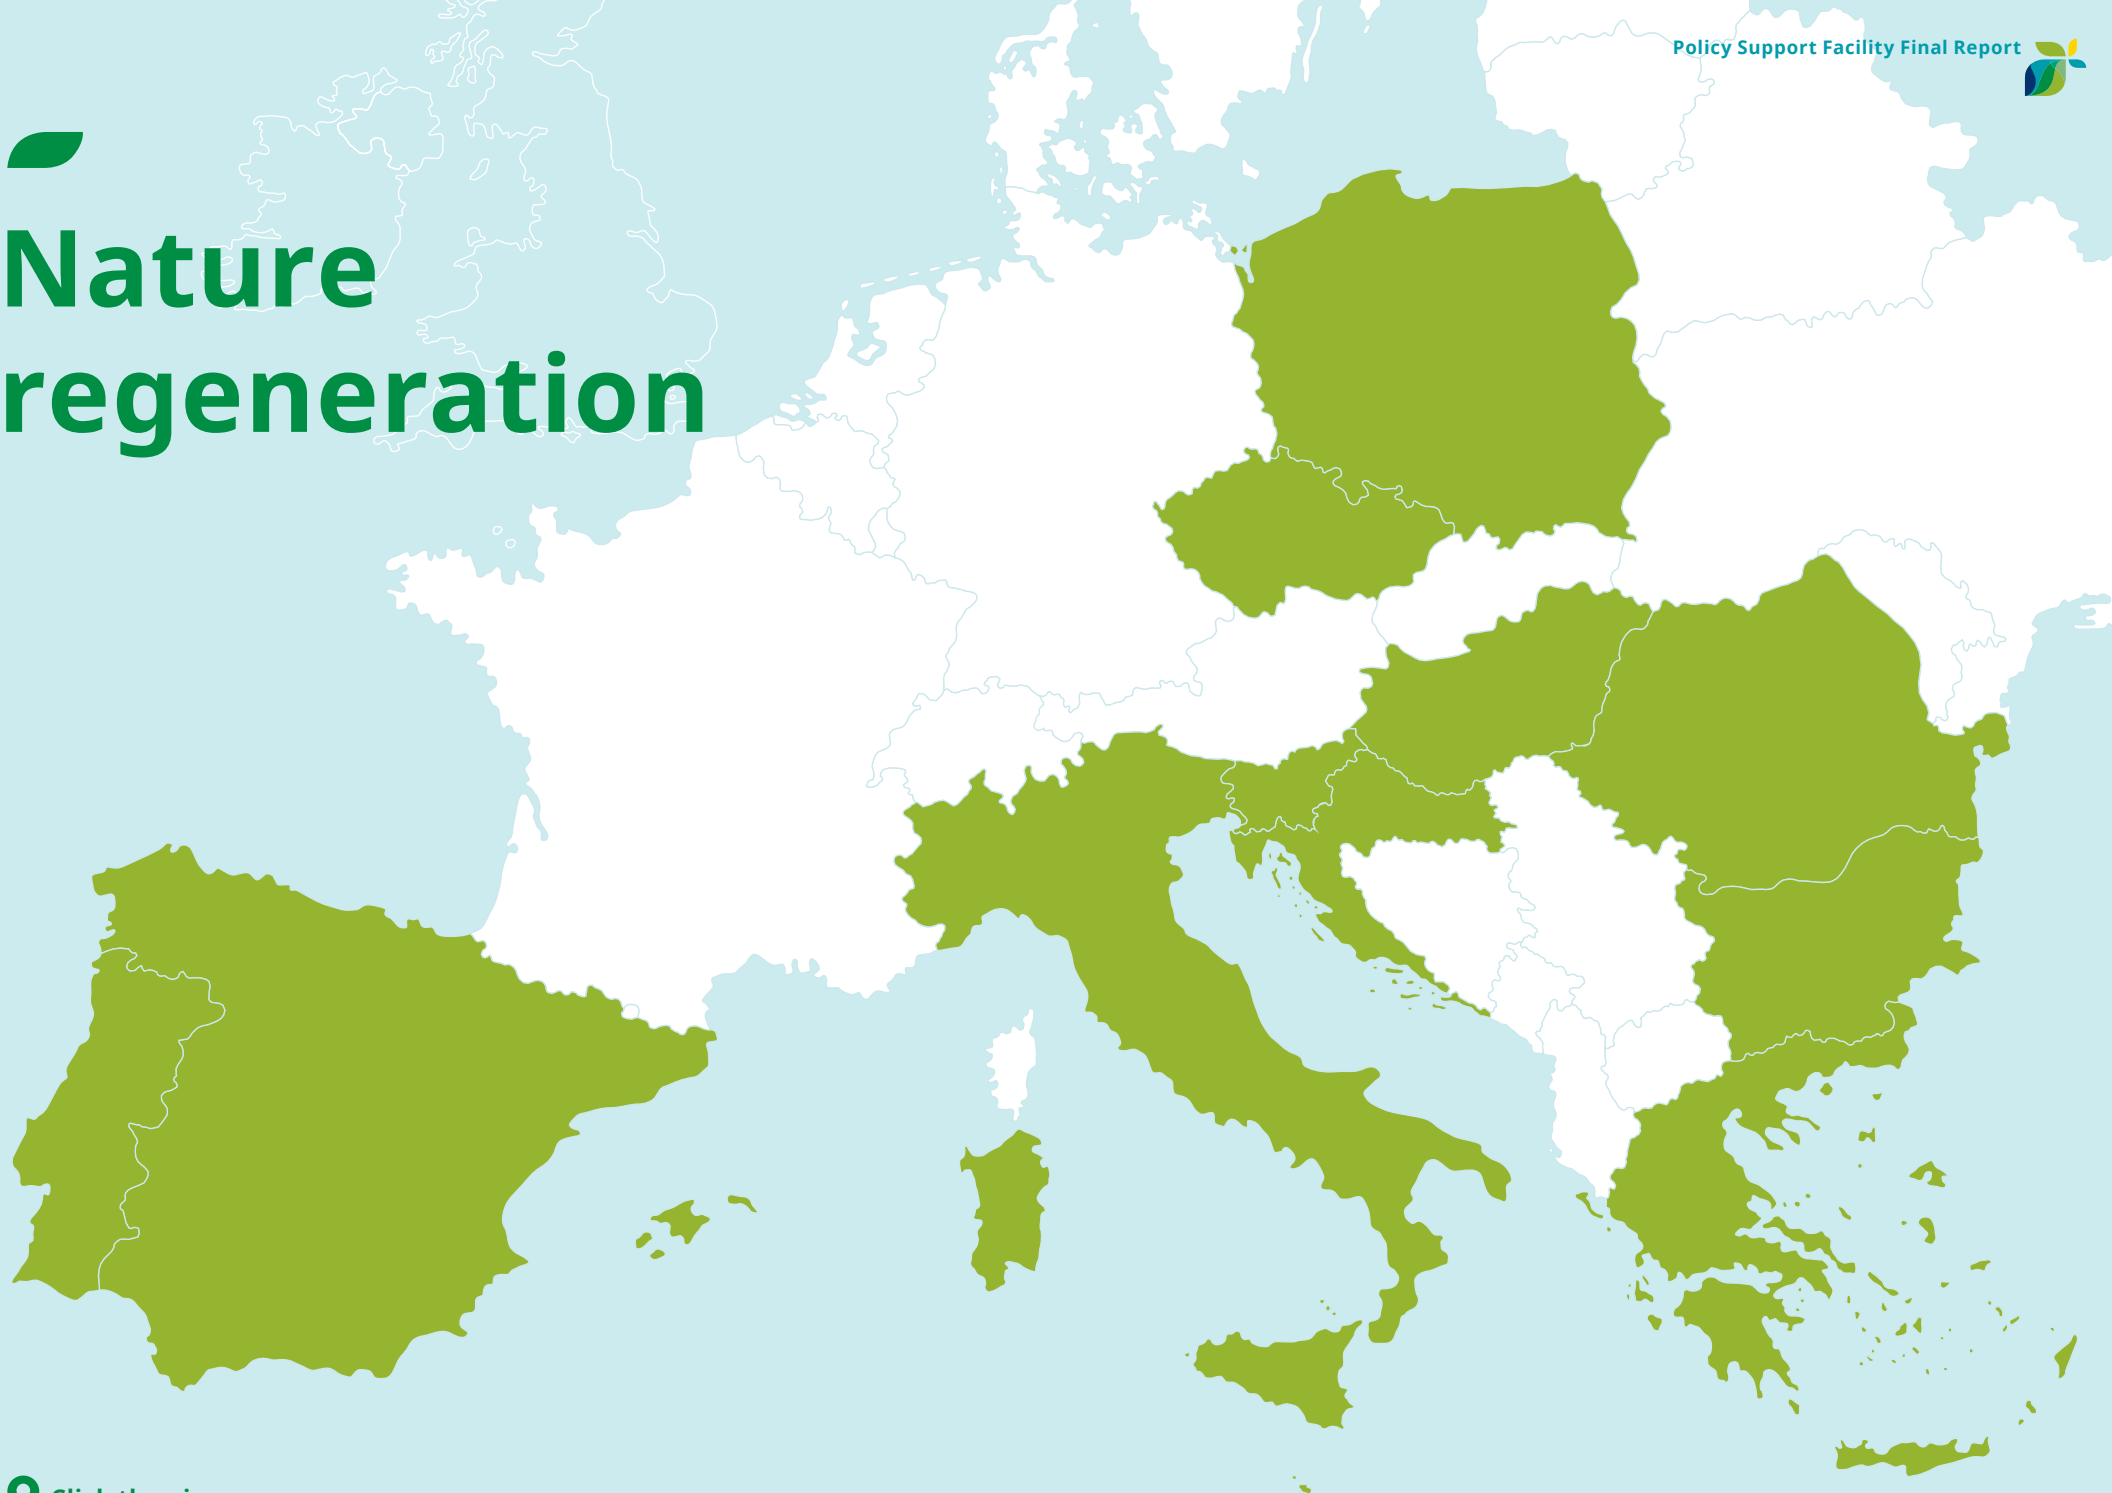 Policy Support Facility Final Report
Nature
regeneration